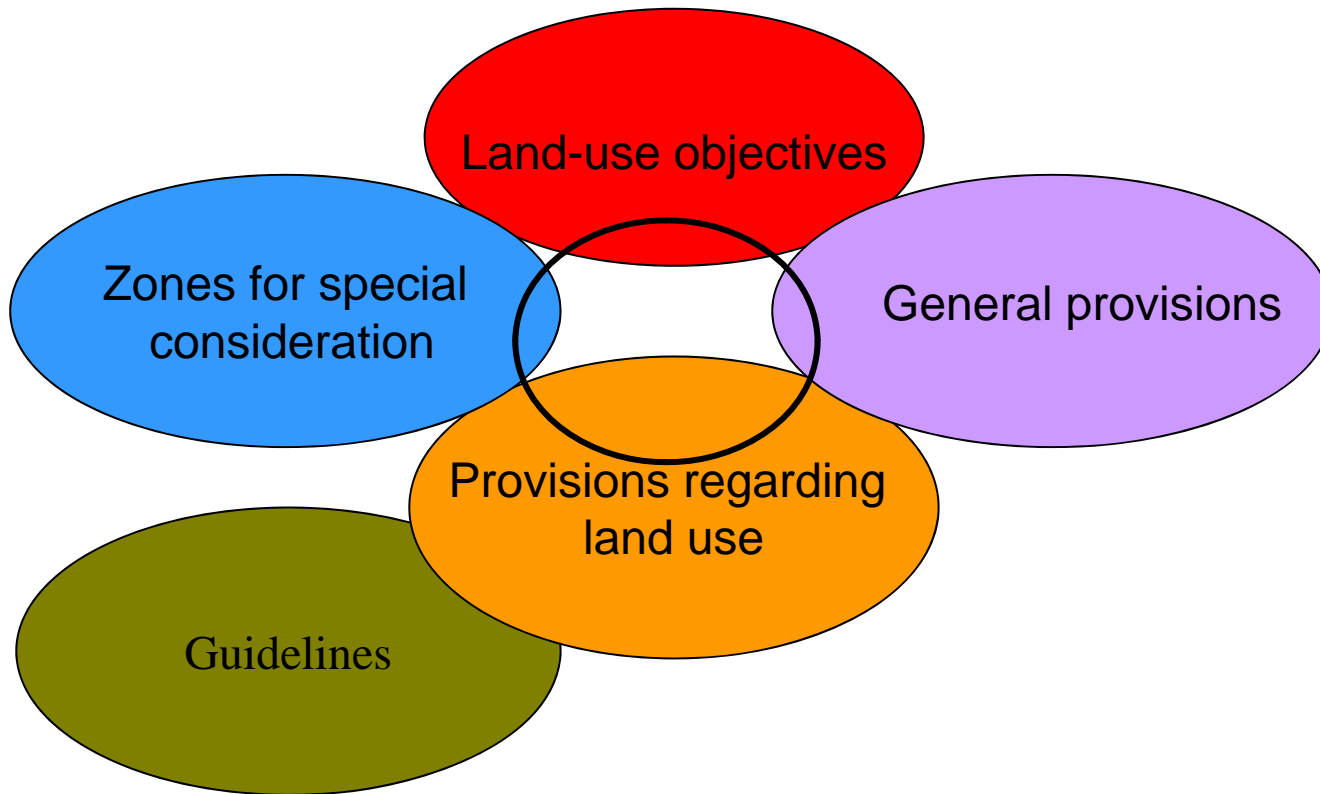 Land-use objectives
Zones for special
consideration
General provisions
Provisions regarding
land use
Guidelines